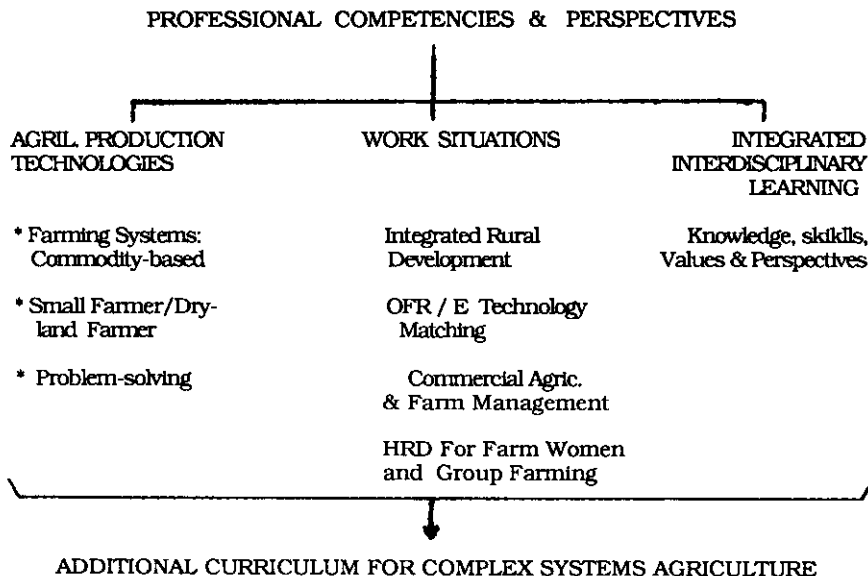 PROFESSIONAL COMPETENCIES & PERSPECTIVES
AGRIL. PRODUCTION
TECHNOLOGIES
* Farming Systems:
Commodity-based
* Small Farmer/Dry-
land Farmer
* Problem-solving
WORK SITUATIONS
Integrated Rural
Development
OFR / E Technology
Matching
Commercial Agric.
& Farm Management
HRD For Farm Women
and Group Farming
INTEGRATED
INTERDISCIPLINARY
LEARNING
Knowledge, skiklls,
Values & Perspectives
ADDITIONAL CURRICULUM FOR COMPLEX SYSTEMS AGRICULTURE